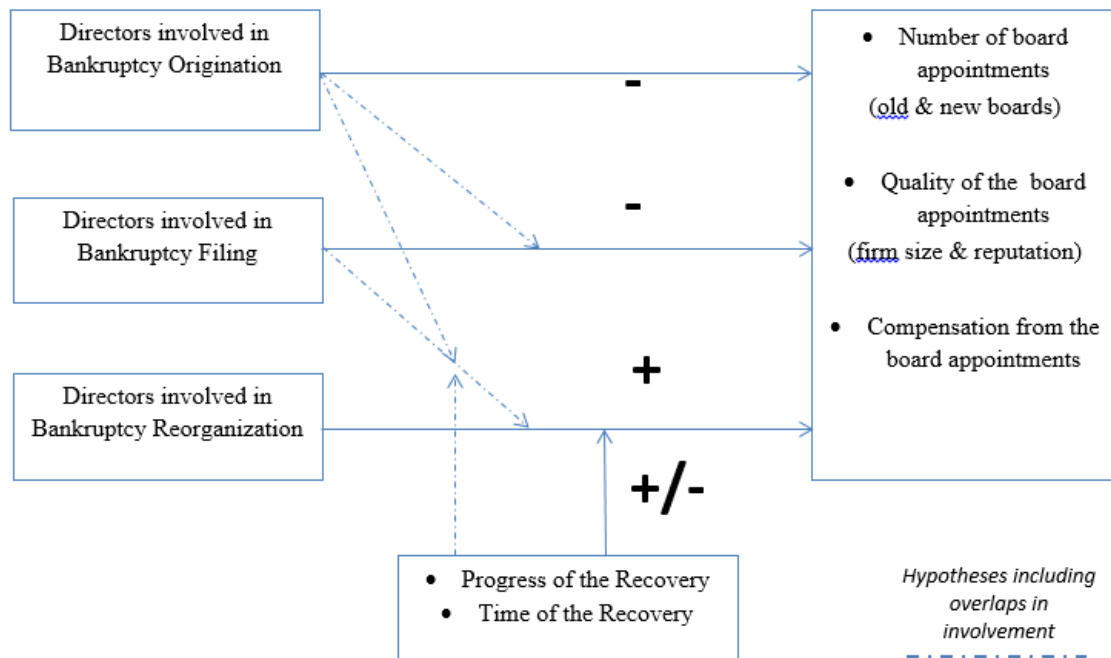 Directors involved in
Bankruptcy Origination
-
• Number of board
appointments
(old & new boards)
Directors involved in
Bankruptcy Filing
-
• Quality of the board
appointments
(firm size & reputation)
• Compensation from the
board appointments
Directors involved in
Bankruptcy Reorganization
+
+/-
• Progress of the Recovery
• Time of the Recovery
Hypotheses including
overlaps in
involvement